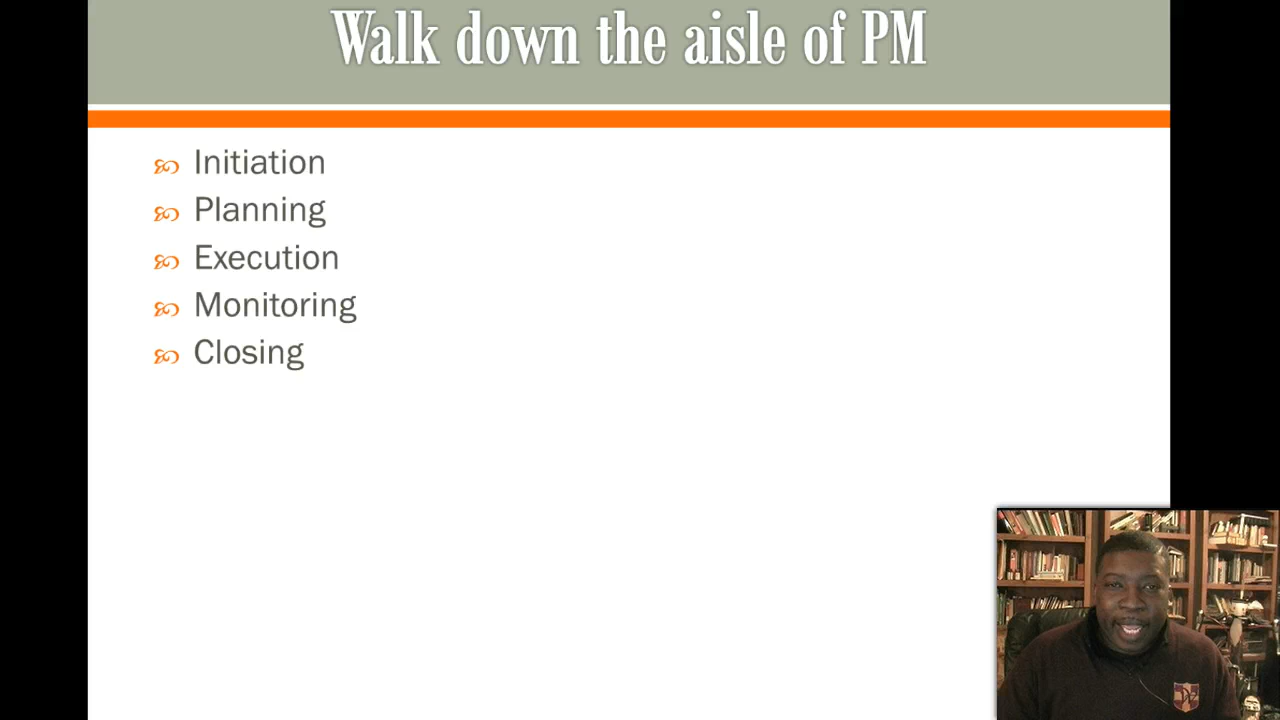 Walk down the aisle of PM
Initiation
Planning
Execution
Monitoring
Closing